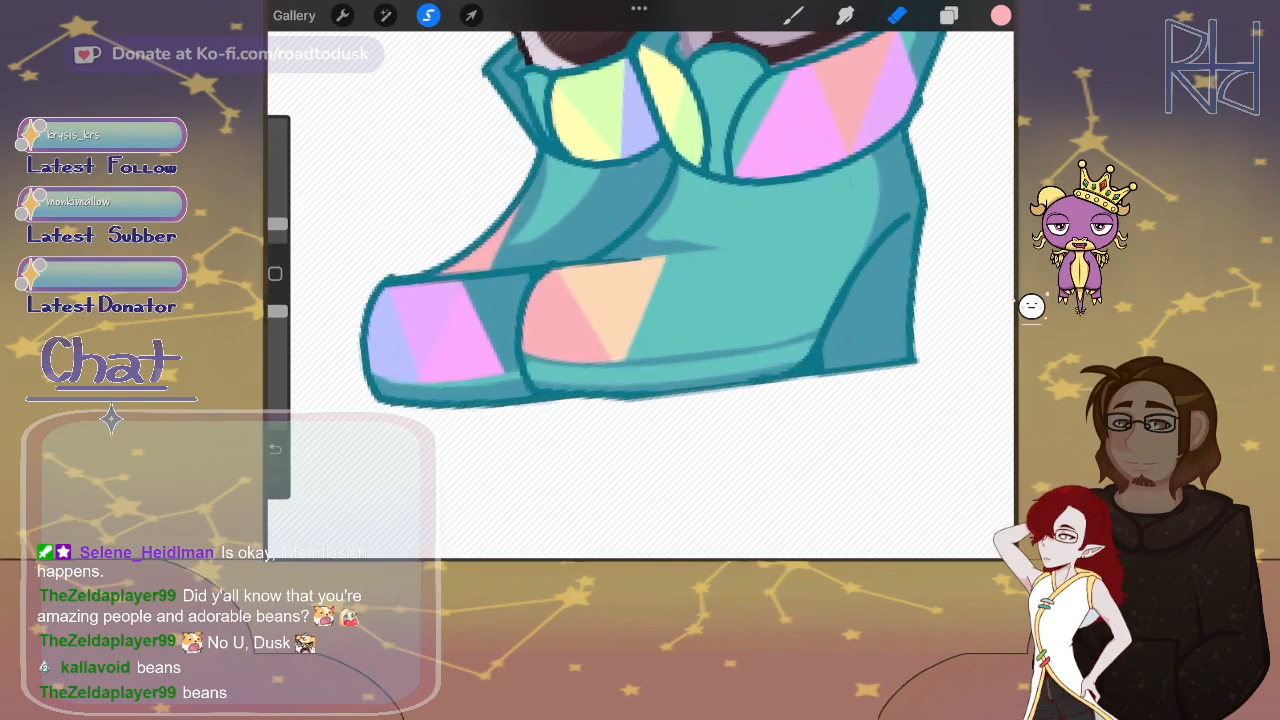 Gallery
Donate at Ko-fi.com/roadtodusk
krysis_krs
Latest Follow
monkimallow
Latest Subber
Latest Donator
Chat
Selene_Heidlman Is okay, intermission
happens.
TheZeldaplayer99 Did y'all know that you're
amazing people and adorable beans?
TheZeldaplayer99 No U, Dusk
kallavoid beans
TheZeldaplayer99 beans